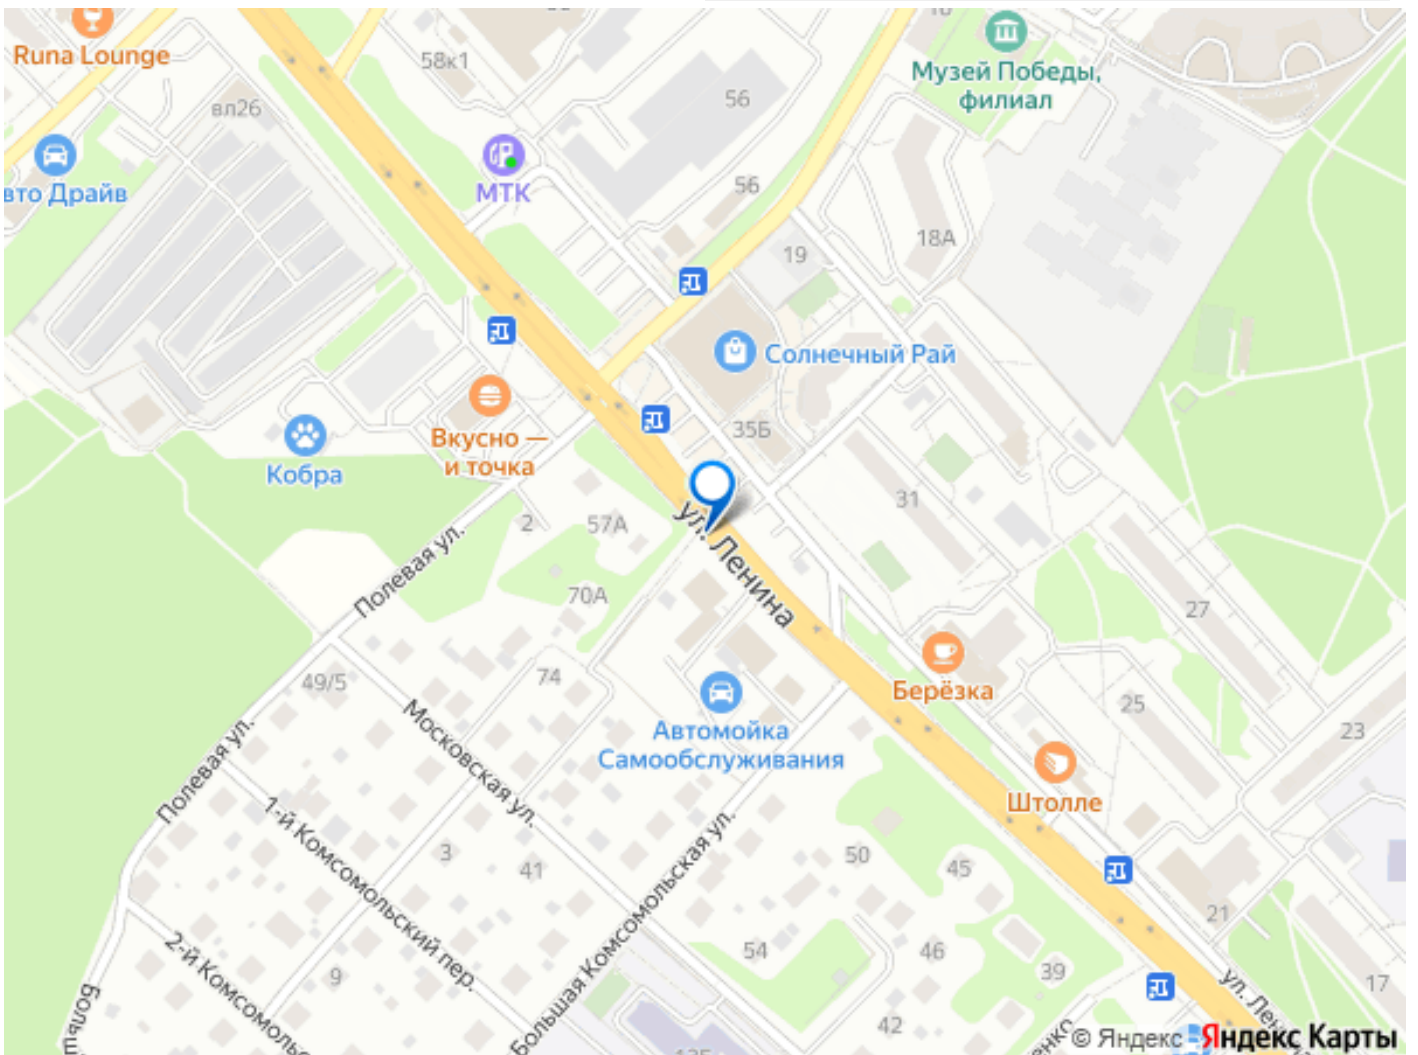 Runa Lounge
58к1
56
16
Музей Победы,
филиал
вл26
вто Драйв
МТК
56
19
18А
Солнечный Рай
Вкусно —
и точка
Кобра
35Б
31
2
57А
ул. Ленина
Полевая ул.
70А
27
Берёзка
49/5
74
Автомойка
Самообслуживания
25
23
Московская ул.
Полевая ул.
Штолле
1-й Комсомольский пер.
3
41
50
45
Большая Комсомольская ул.
21
2-й Комсомольс
9
54
46
39
17
ул. Лен
Больш
42
енко
© Яндекс
Яндекс Карты